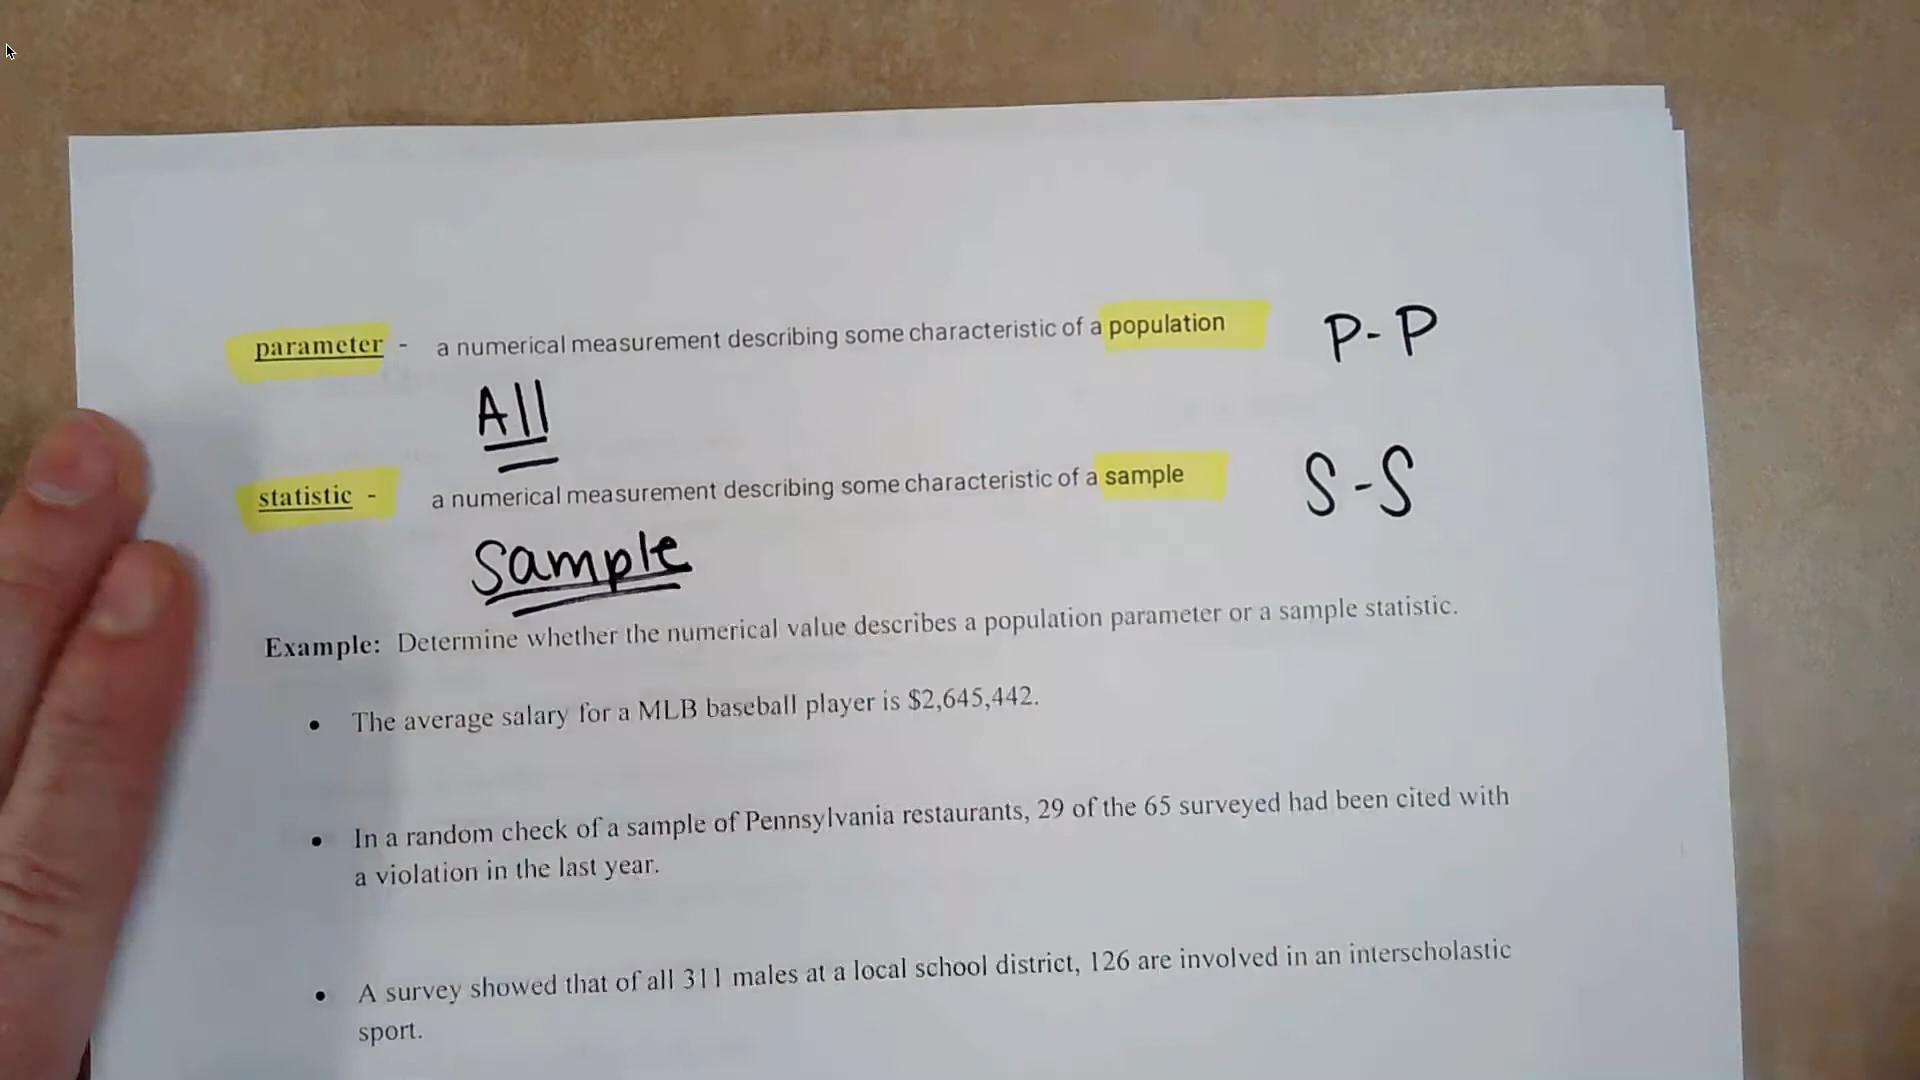 parameter - a numerical measurement describing some characteristic of a population P-P
All
statistic - a numerical measurement describing some characteristic of a sample S-S
Sample
Example: Determine whether the numerical value describes a population parameter or a sample statistic.
• The average salary for a MLB baseball player is $2,645,442.
• In a random check of a sample of Pennsylvania restaurants, 29 of the 65 surveyed had been cited with
a violation in the last year.
• A survey showed that of all 311 males at a local school district, 126 are involved in an interscholastic
sport.